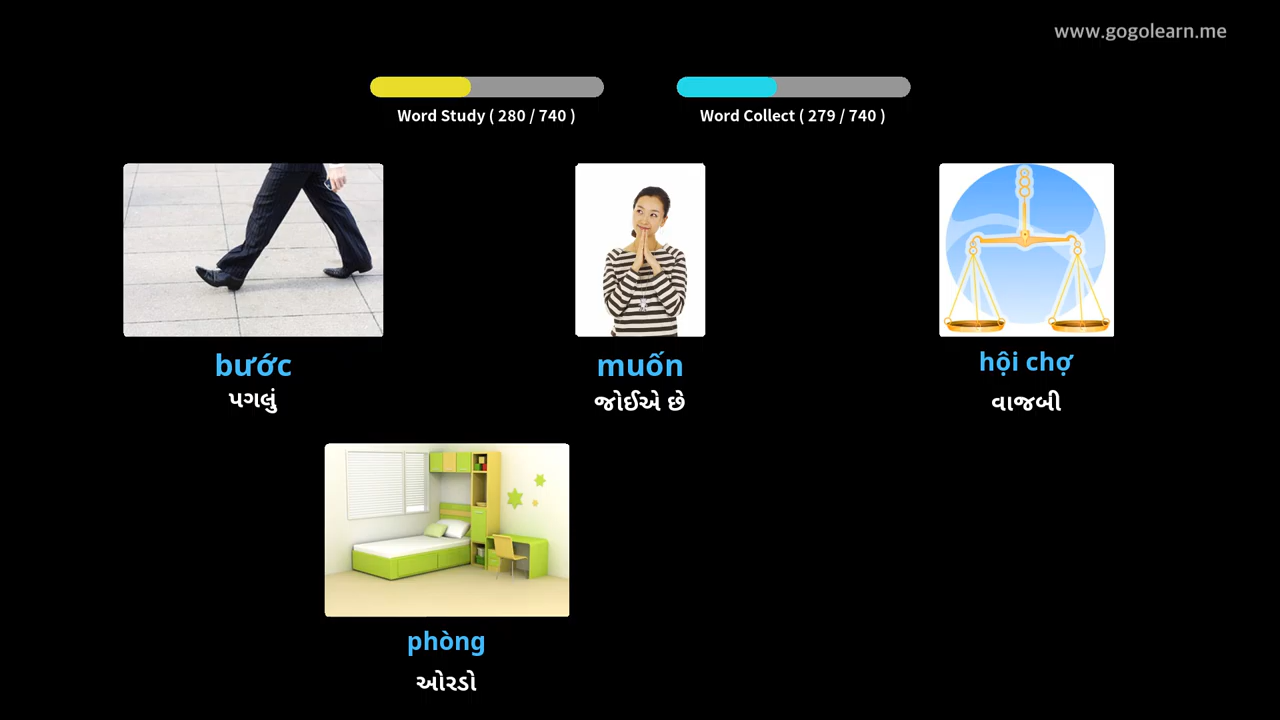 www.gogolearn.me
Word Study ( 280 / 740 )
Word Collect ( 279 / 740 )
bước
પગલું
muốn
જોઈએ છે
hội chợ
વાજબી
phòng
ઓરડો